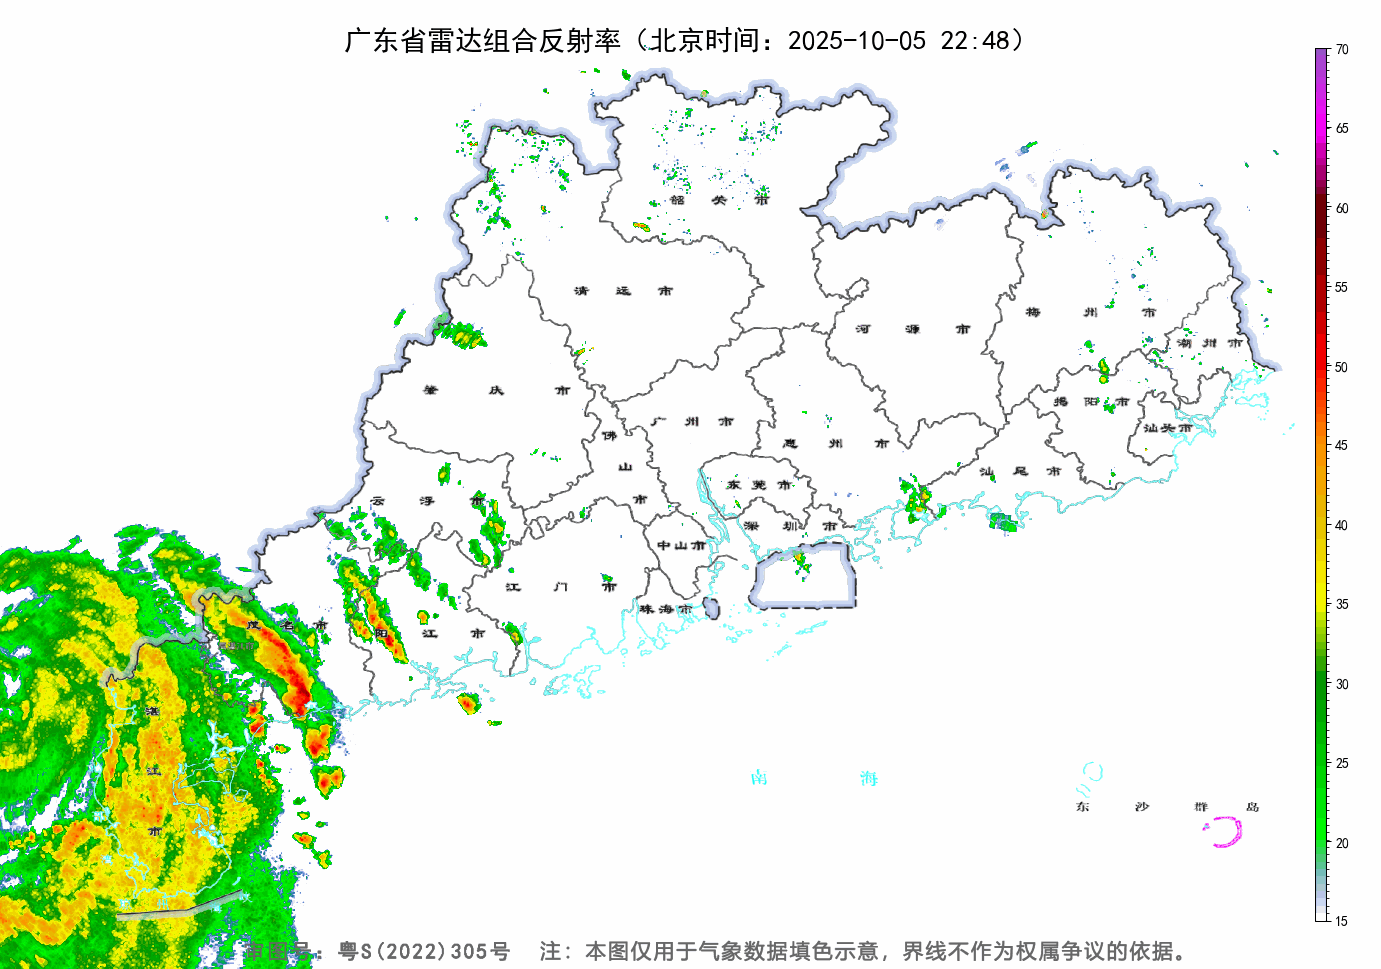 广东省雷达组合反射率（北京时间：2025-10-05 22:48）
70
65
60
55
50
45
40
35
30
25
20
15
韶关市
清远市
河源市
梅州市
潮州市
肇庆市
揭阳市
广州市
汕头市
佛山市
惠州市
汕尾市
东莞市
云浮市
深圳市
中山市
江门市
珠海市
茂名市
阳江市
湛江市
南海
东沙群岛
审图号：粤S(2022)305号 注：本图仅用于气象数据填色示意，界线不作为权属争议的依据。